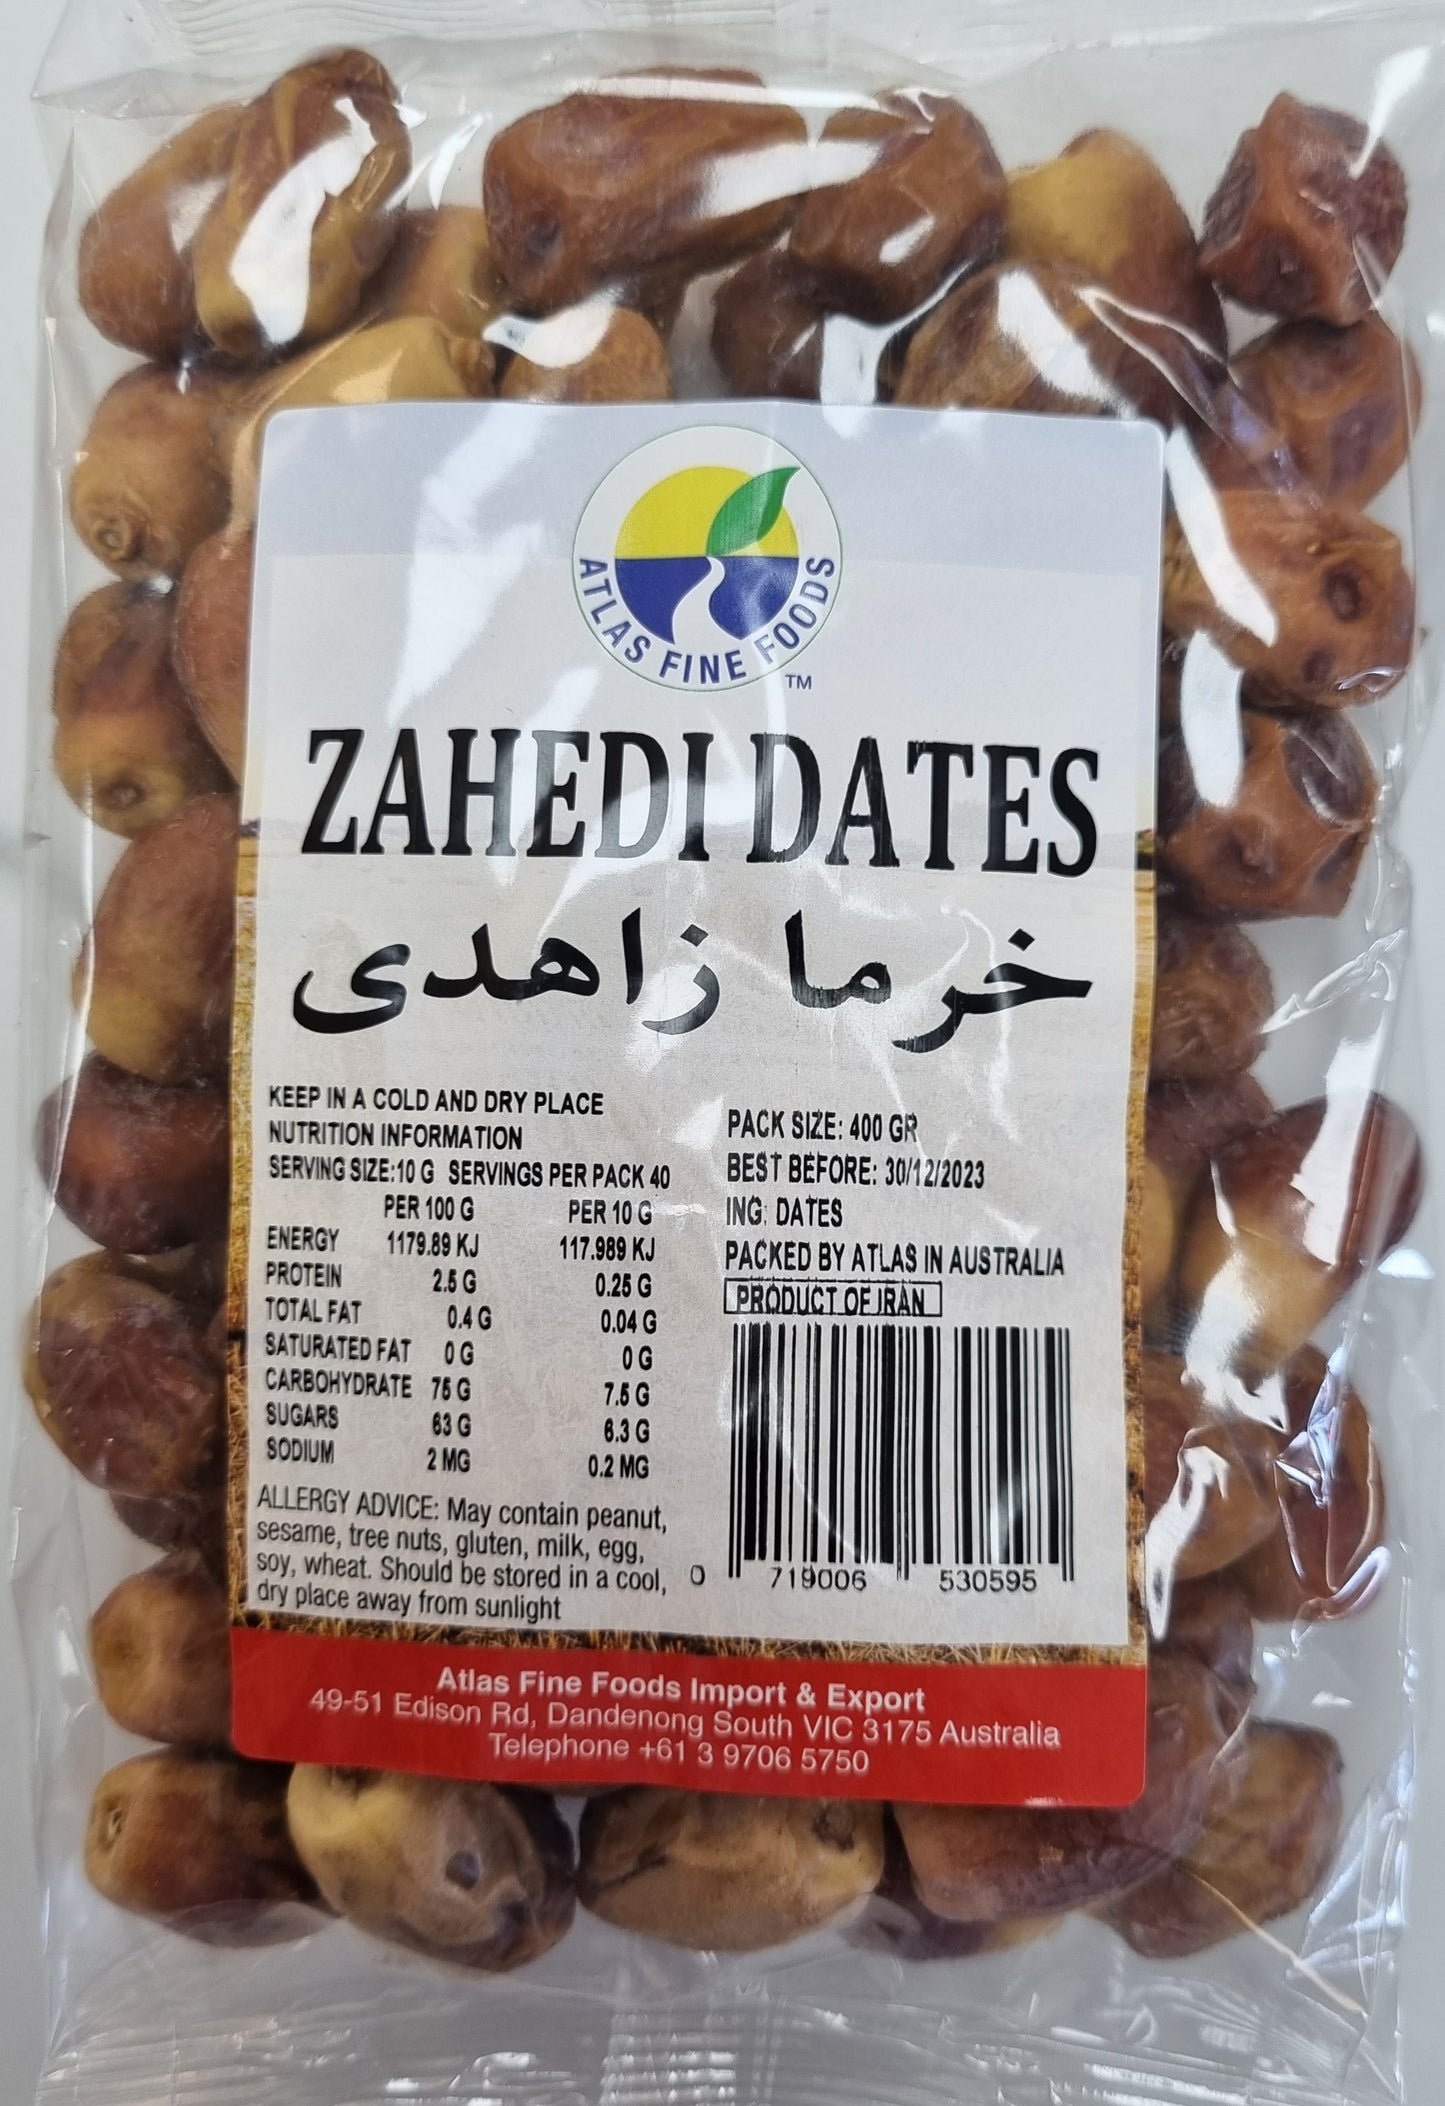 ATLAS FINE FOODS
TM
ZAHEDI DATES
خرما زاهدی
KEEP IN A COLD AND DRY PLACE
NUTRITION INFORMATION
SERVING SIZE:10 G SERVINGS PER PACK 40
PER 100 G PER 10 G
ENERGY 1179.89 KJ 117.989 KJ
PROTEIN 2.5 G 0.25 G
TOTAL FAT 0.4 G 0.04 G
SATURATED FAT 0 G 0 G
CARBOHYDRATE 75 G 7.5 G
SUGARS 63 G 6.3 G
SODIUM 2 MG 0.2 MG
ALLERGY ADVICE: May contain peanut,
sesame, tree nuts, gluten, milk, egg,
soy, wheat. Should be stored in a cool,
dry place away from sunlight
PACK SIZE: 400 GR
BEST BEFORE: 30/12/2023
ING: DATES
PACKED BY ATLAS IN AUSTRALIA
PRODUCT OF IRAN
0 719006 530595
Atlas Fine Foods Import & Export
49-51 Edison Rd, Dandenong South VIC 3175 Australia
Telephone +61 3 9706 5750